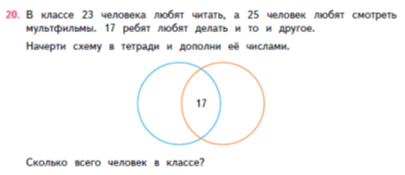 20. В классе 23 человека любят читать, а 25 человек любят смотреть
мультфильмы. 17 ребят любят делать и то и другое.
Начерти схему в тетради и дополни её числами.
17
Сколько всего человек в классе?